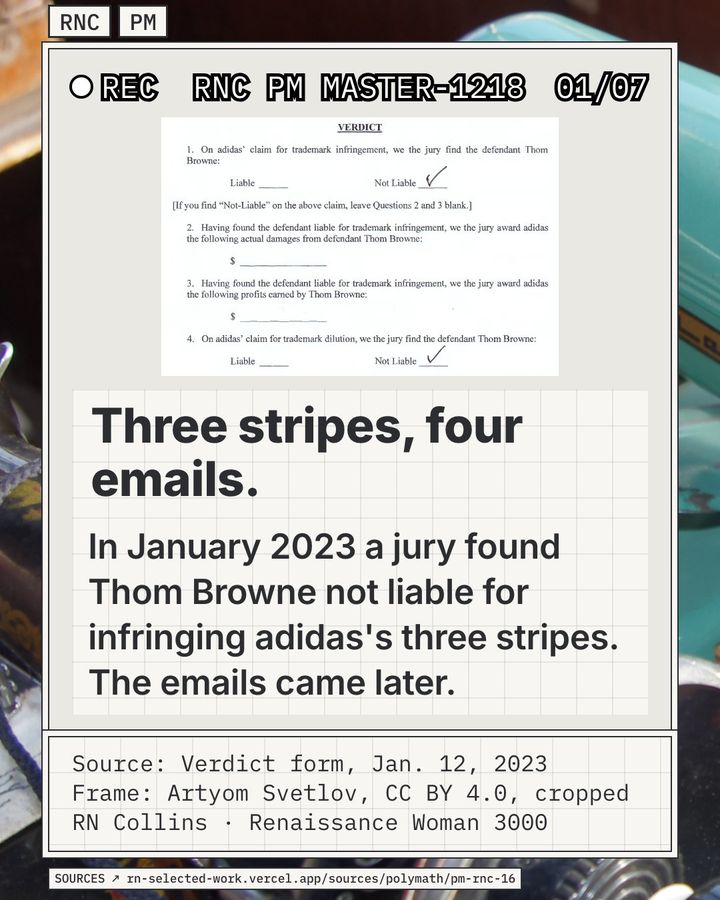 RNC PM
REC RNC PM MASTER-1218 01/07
VERDICT
1. On adidas' claim for trademark infringement, we the jury find the defendant Thom
Browne:
Liable ______ Not Liable ______
[If you find "Not-Liable" on the above claim, leave Questions 2 and 3 blank.]
2. Having found the defendant liable for trademark infringement, we the jury award adidas
the following actual damages from defendant Thom Browne:
$ __________________
3. Having found the defendant liable for trademark infringement, we the jury award adidas
the following profits earned by Thom Browne:
$ __________________
4. On adidas' claim for trademark dilution, we the jury find the defendant Thom Browne:
Liable ______ Not Liable ______
Three stripes, four
emails.
In January 2023 a jury found
Thom Browne not liable for
infringing adidas's three stripes.
The emails came later.
Source: Verdict form, Jan. 12, 2023
Frame: Artyom Svetlov, CC BY 4.0, cropped
RN Collins · Renaissance Woman 3000
SOURCES ↗ rn-selected-work.vercel.app/sources/polymath/pm-rnc-16